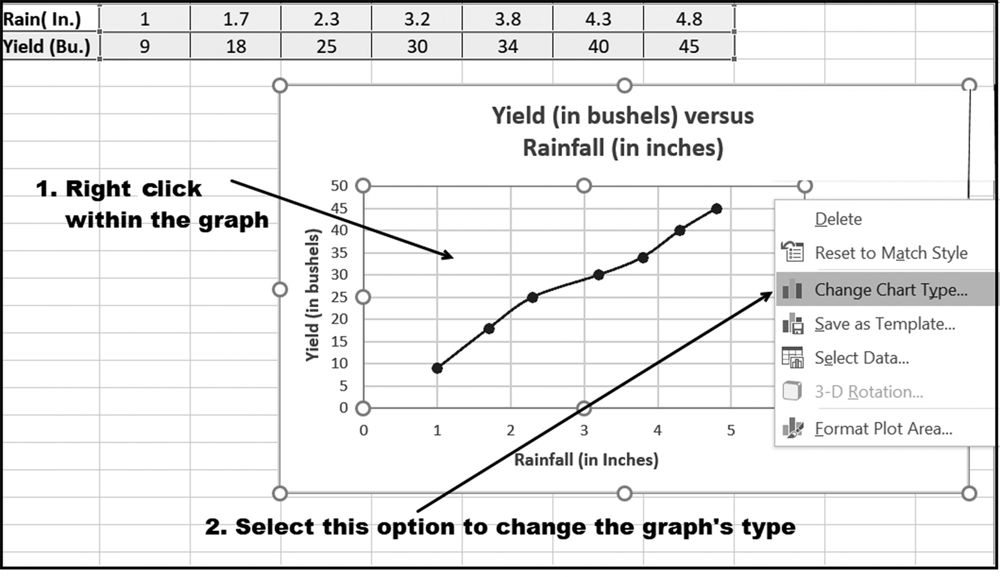 Rain( In.) 1 1.7 2.3 3.2 3.8 4.3 4.8
Yield (Bu.) 9 18 25 30 34 40 45
Yield (in bushels) versus
Rainfall (in inches)
1. Right click
within the graph
Yield (in bushels)
50
45
40
35
30
25
20
15
10
5
0
0 1 2 3 4 5
Rainfall (in Inches)
Delete
Reset to Match Style
Change Chart Type...
Save as Template...
Select Data...
3-D Rotation...
Format Plot Area...
2. Select this option to change the graph's type